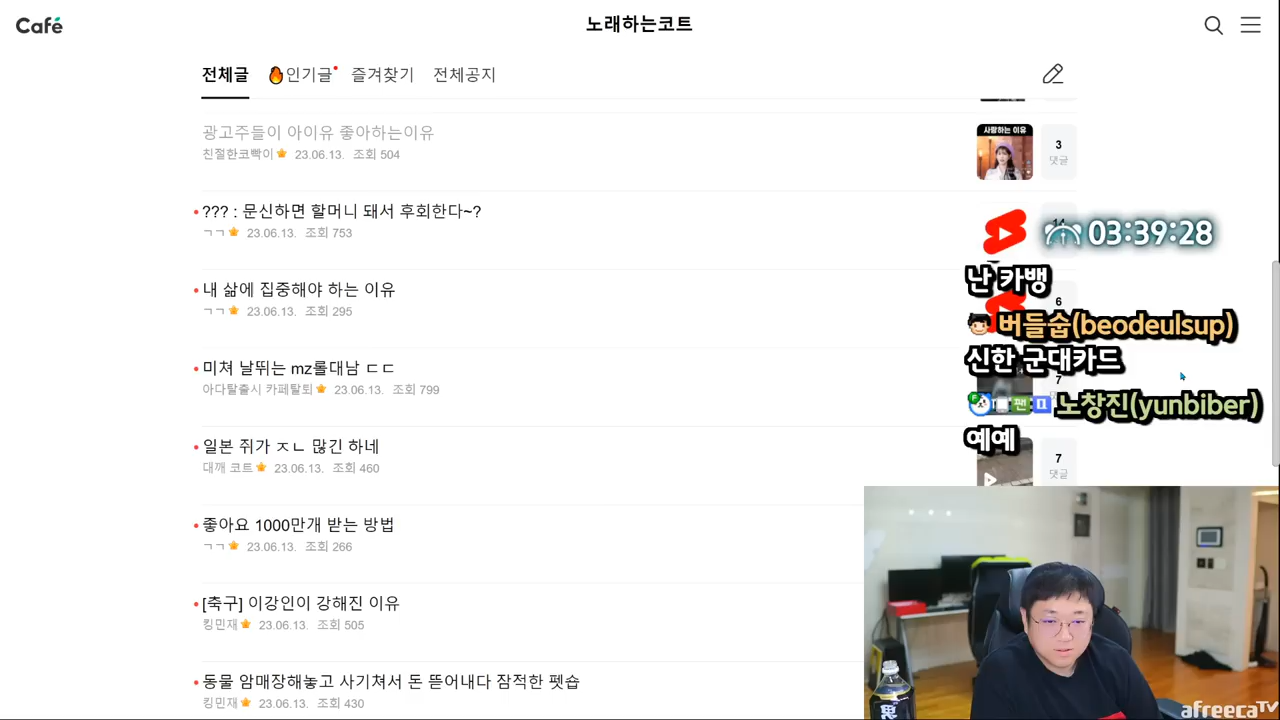 Café
노래하는코트
전체글 🔥인기글 즐겨찾기 전체공지
광고주들이 아이유 좋아하는이유
친절한코빡이 23.06.13. 조회 504
사랑하는 이유
3
댓글
??? : 문신하면 할머니 돼서 후회한다~?
ㄱㄱ 23.06.13. 조회 753
14
03:39:28
내 삶에 집중해야 하는 이유
ㄱㄱ 23.06.13. 조회 295
6
난 카뱅
버들숲(beodeulsup)
신한 군대카드
미쳐 날뛰는 mz롤대남 ㄷㄷ
아다탈출시 카페탈퇴 23.06.13. 조회 799
7
노창진(yunbiber)
예예
일본 쥐가 ㅈㄴ 많긴 하네
대깨 코트 23.06.13. 조회 460
7
댓글
좋아요 1000만개 받는 방법
ㄱㄱ 23.06.13. 조회 266
[축구] 이강인이 강해진 이유
킹민재 23.06.13. 조회 505
동물 암매장해놓고 사기쳐서 돈 뜯어내다 잠적한 펫숍
킹민재 23.06.13. 조회 430
afreecaTV